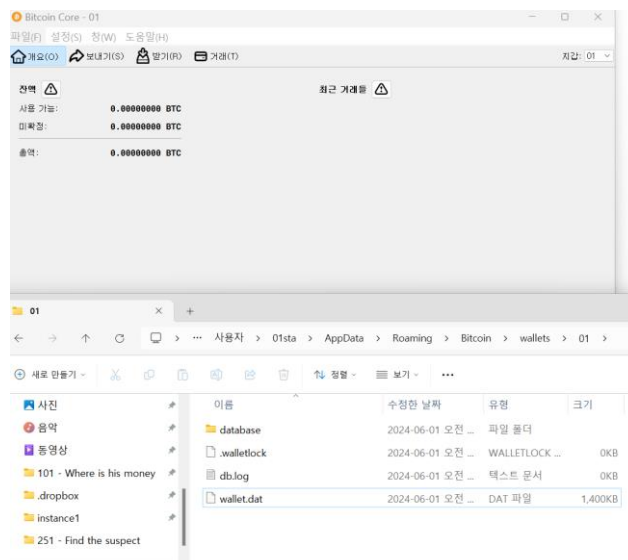 Bitcoin Core - 01
파일(F) 설정(S) 창(W) 도움말(H)
개요(O) 보내기(S) 받기(R) 거래(T) 지갑: 01
잔액 최근 거래들
사용 가능: 0.00000000 BTC
미확정: 0.00000000 BTC
총액: 0.00000000 BTC
01
... 사용자 > 01sta > AppData > Roaming > Bitcoin > wallets > 01 >
새로 만들기 정렬 보기 ...
이름 수정한 날짜 유형 크기
사진
음악
동영상
101 - Where is his money
.dropbox
instance1
251 - Find the suspect
database 2024-06-01 오전 ... 파일 폴더
.walletlock 2024-06-01 오전 ... WALLETLOCK ... 0KB
db.log 2024-06-01 오전 ... 텍스트 문서 0KB
wallet.dat 2024-06-01 오전 ... DAT 파일 1,400KB